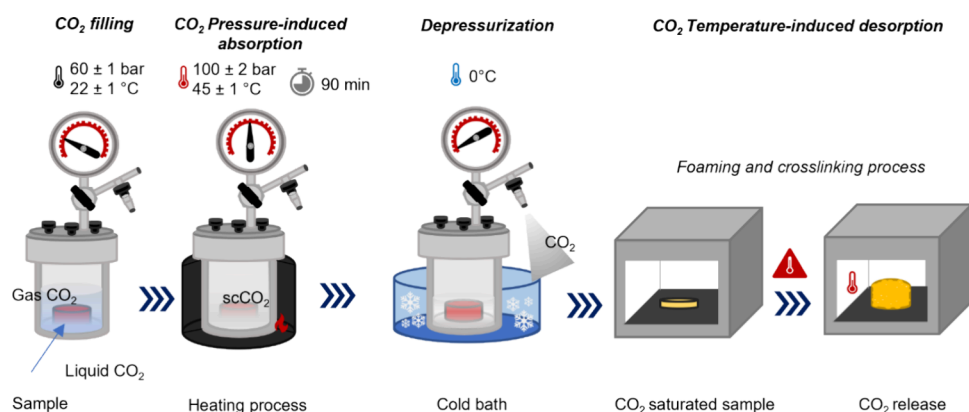 CO₂ filling
60 ± 1 bar
22 ± 1 °C
CO₂ Pressure-induced
absorption
100 ± 2 bar
45 ± 1 °C
90 min
Depressurization
0°C
CO₂ Temperature-induced desorption
Foaming and crosslinking process
Gas CO₂
Liquid CO₂
scCO₂
CO₂
Sample
Heating process
Cold bath
CO₂ saturated sample
CO₂ release